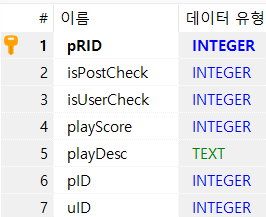 # 이름 데이터 유형
1 pRID INTEGER
2 isPostCheck INTEGER
3 isUserCheck INTEGER
4 playScore INTEGER
5 playDesc TEXT
6 pID INTEGER
7 uID INTEGER